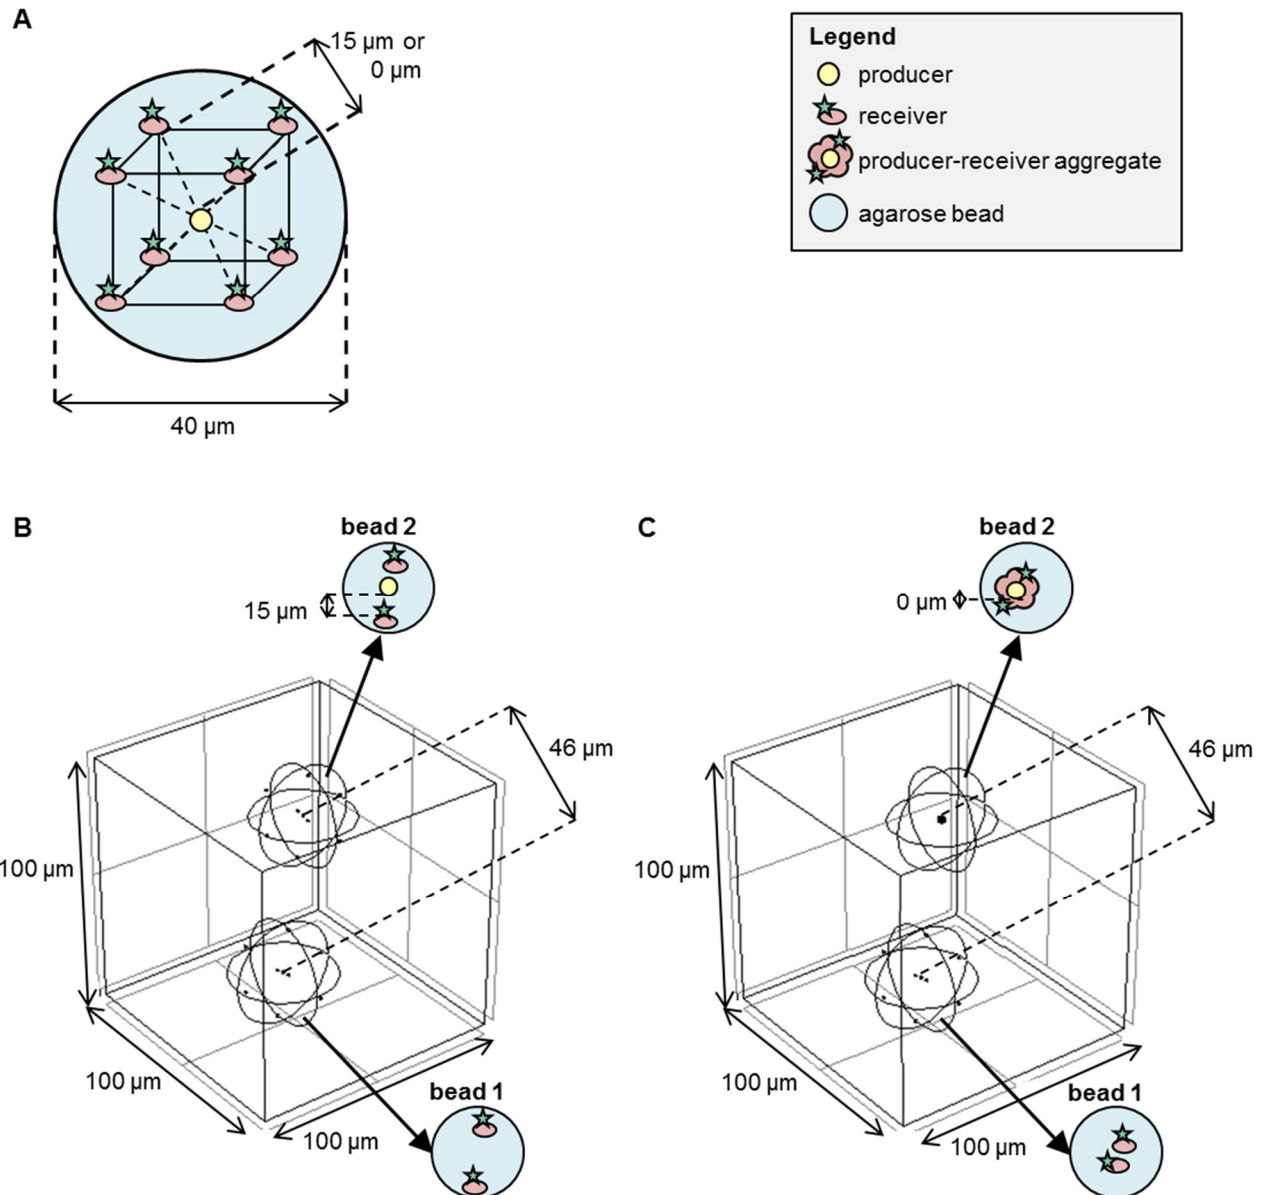 A
15 µm or
0 µm
40 µm
Legend
producer
receiver
producer-receiver aggregate
agarose bead
B
bead 2
15 µm
46 µm
100 µm
100 µm
100 µm
bead 1
C
bead 2
0 µm
46 µm
100 µm
100 µm
100 µm
bead 1